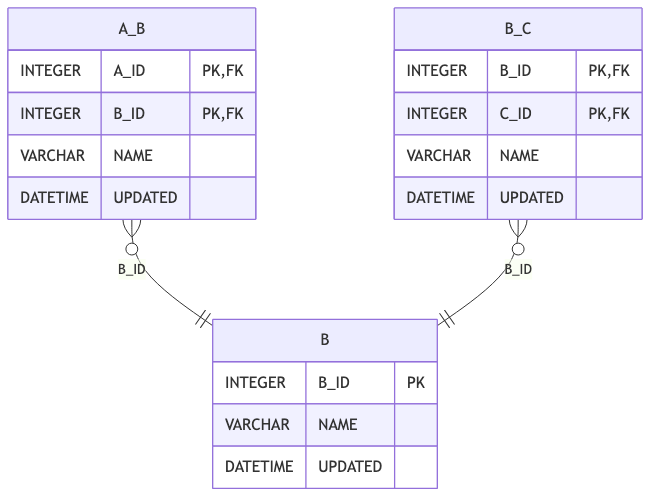 A_B
INTEGER A_ID PK,FK
INTEGER B_ID PK,FK
VARCHAR NAME
DATETIME UPDATED
B_C
INTEGER B_ID PK,FK
INTEGER C_ID PK,FK
VARCHAR NAME
DATETIME UPDATED
B_ID
B_ID
B
INTEGER B_ID PK
VARCHAR NAME
DATETIME UPDATED